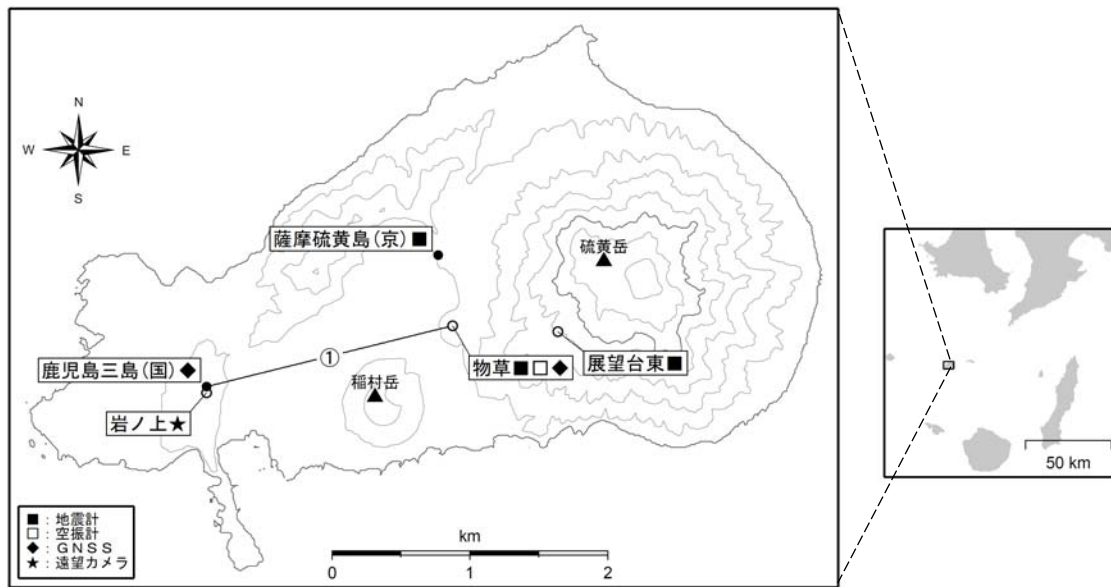 N
W E
S
薩摩硫黄島(京)■
硫黄岳
①
鹿児島三島(国)◆
物草■□◆
展望台東■
稲村岳
岩ノ上★
■：地震計
□：空振計
◆：GNSS
★：遠望カメラ
km
0 1 2
50 km